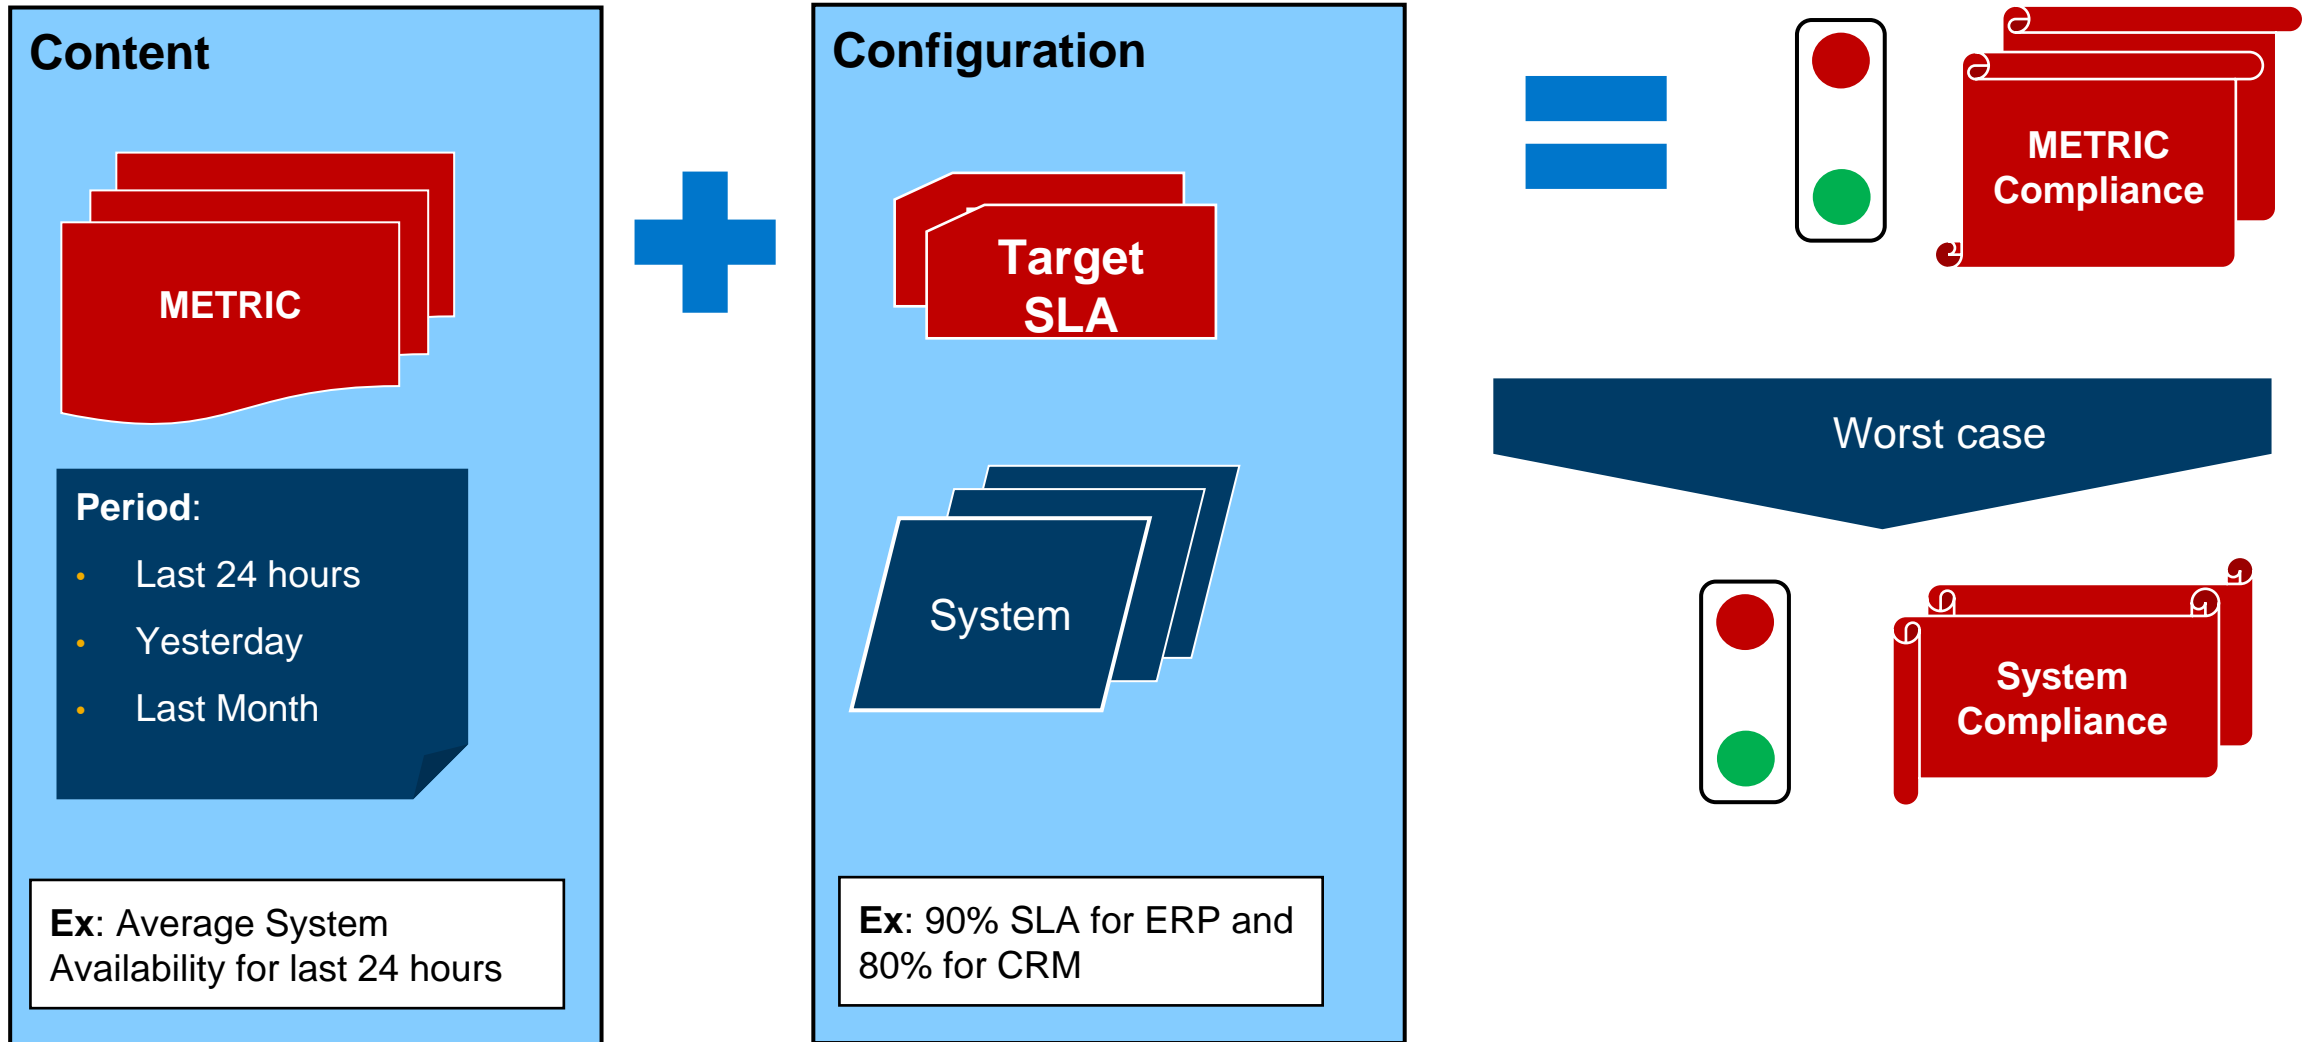 Content
METRIC
Period:
• Last 24 hours
• Yesterday
• Last Month
Ex: Average System
Availability for last 24 hours
Configuration
Target
SLA
System
Ex: 90% SLA for ERP and
80% for CRM
METRIC
Compliance
Worst case
System
Compliance